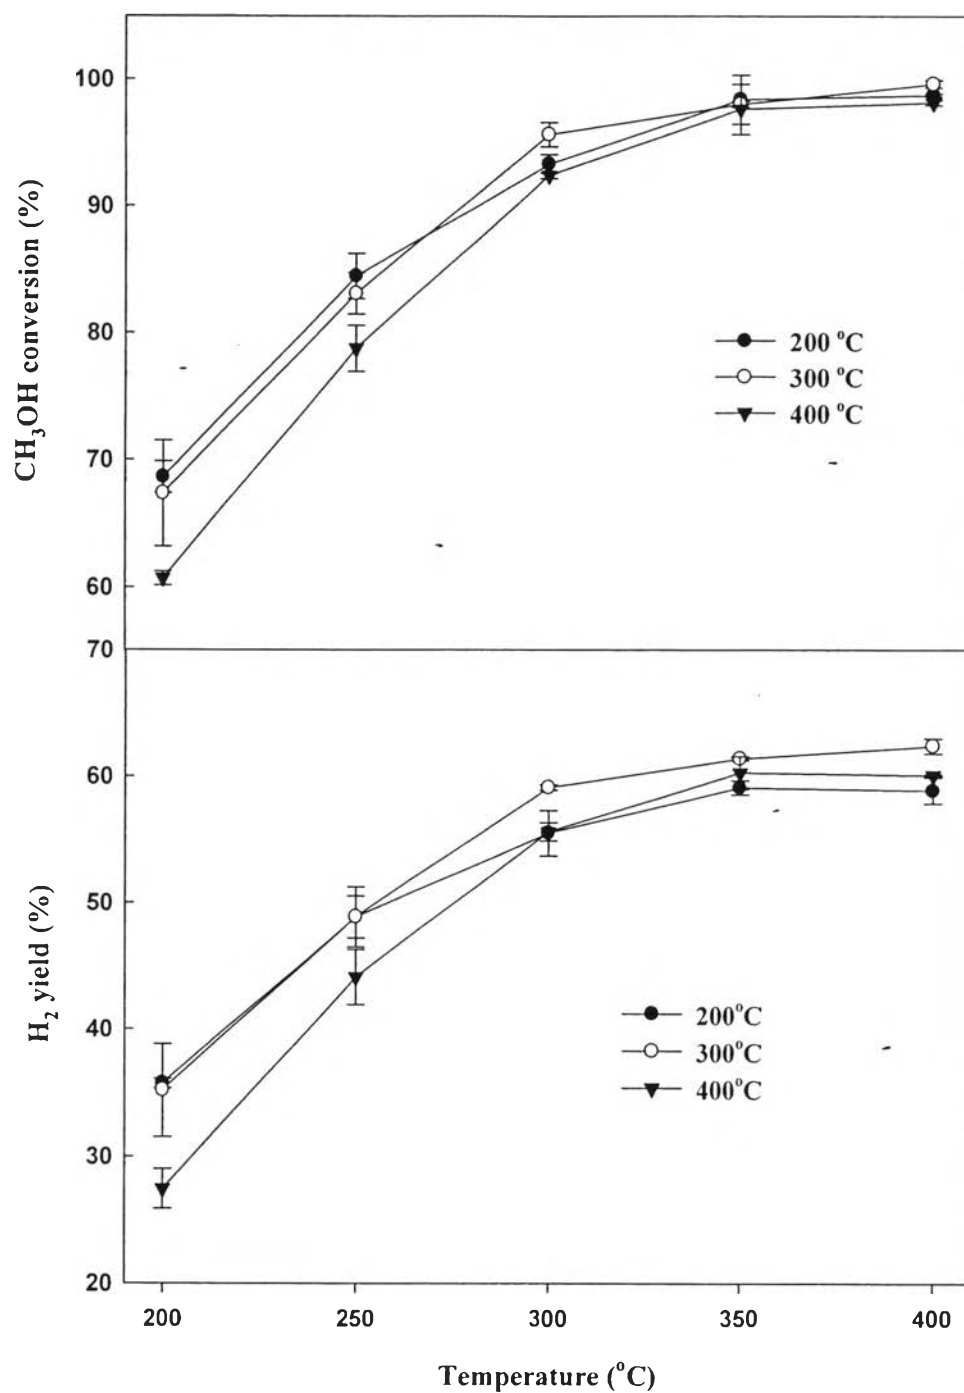 100
90
80
70
60
CH₃OH conversion (%)
200 °C
300 °C
400 °C
70
60
50
40
30
20
H₂ yield (%)
200°C
300°C
400°C
200 250 300 350 400
Temperature (°C)